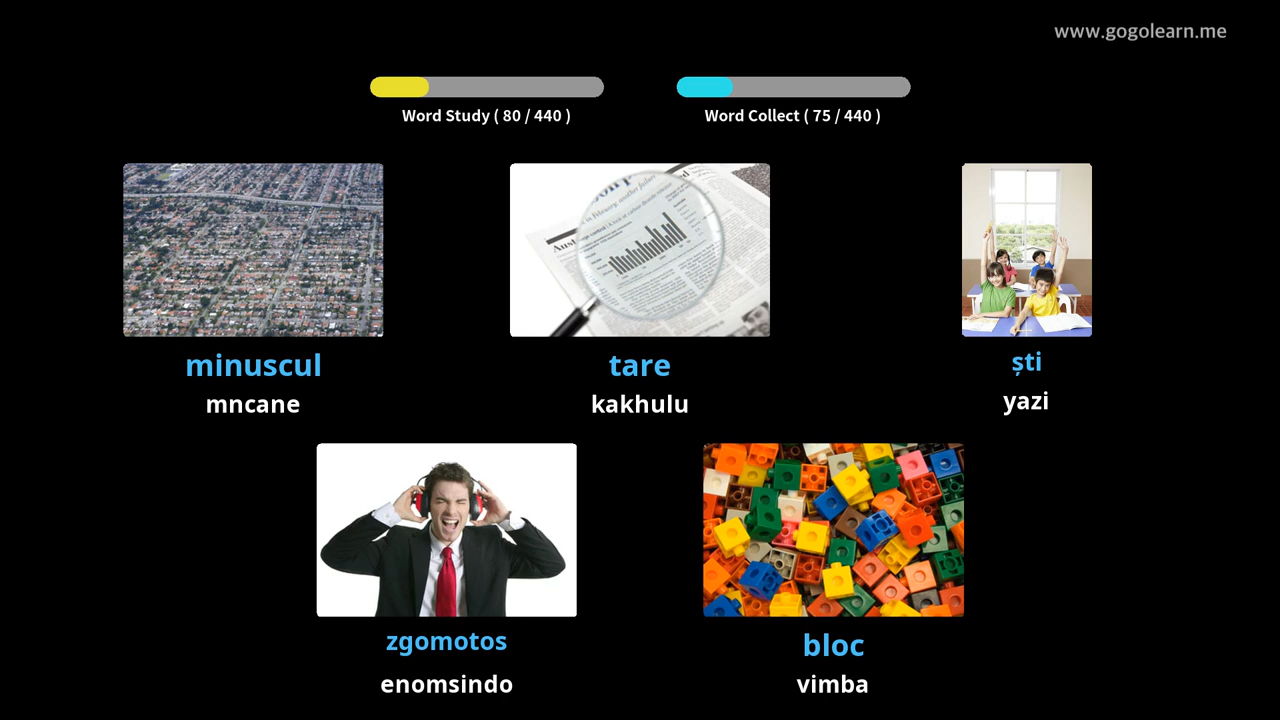 www.gogolearn.me
Word Study ( 80 / 440 )
Word Collect ( 75 / 440 )
minuscul
mncane
tare
kakhulu
ști
yazi
zgomotos
enomsindo
bloc
vimba